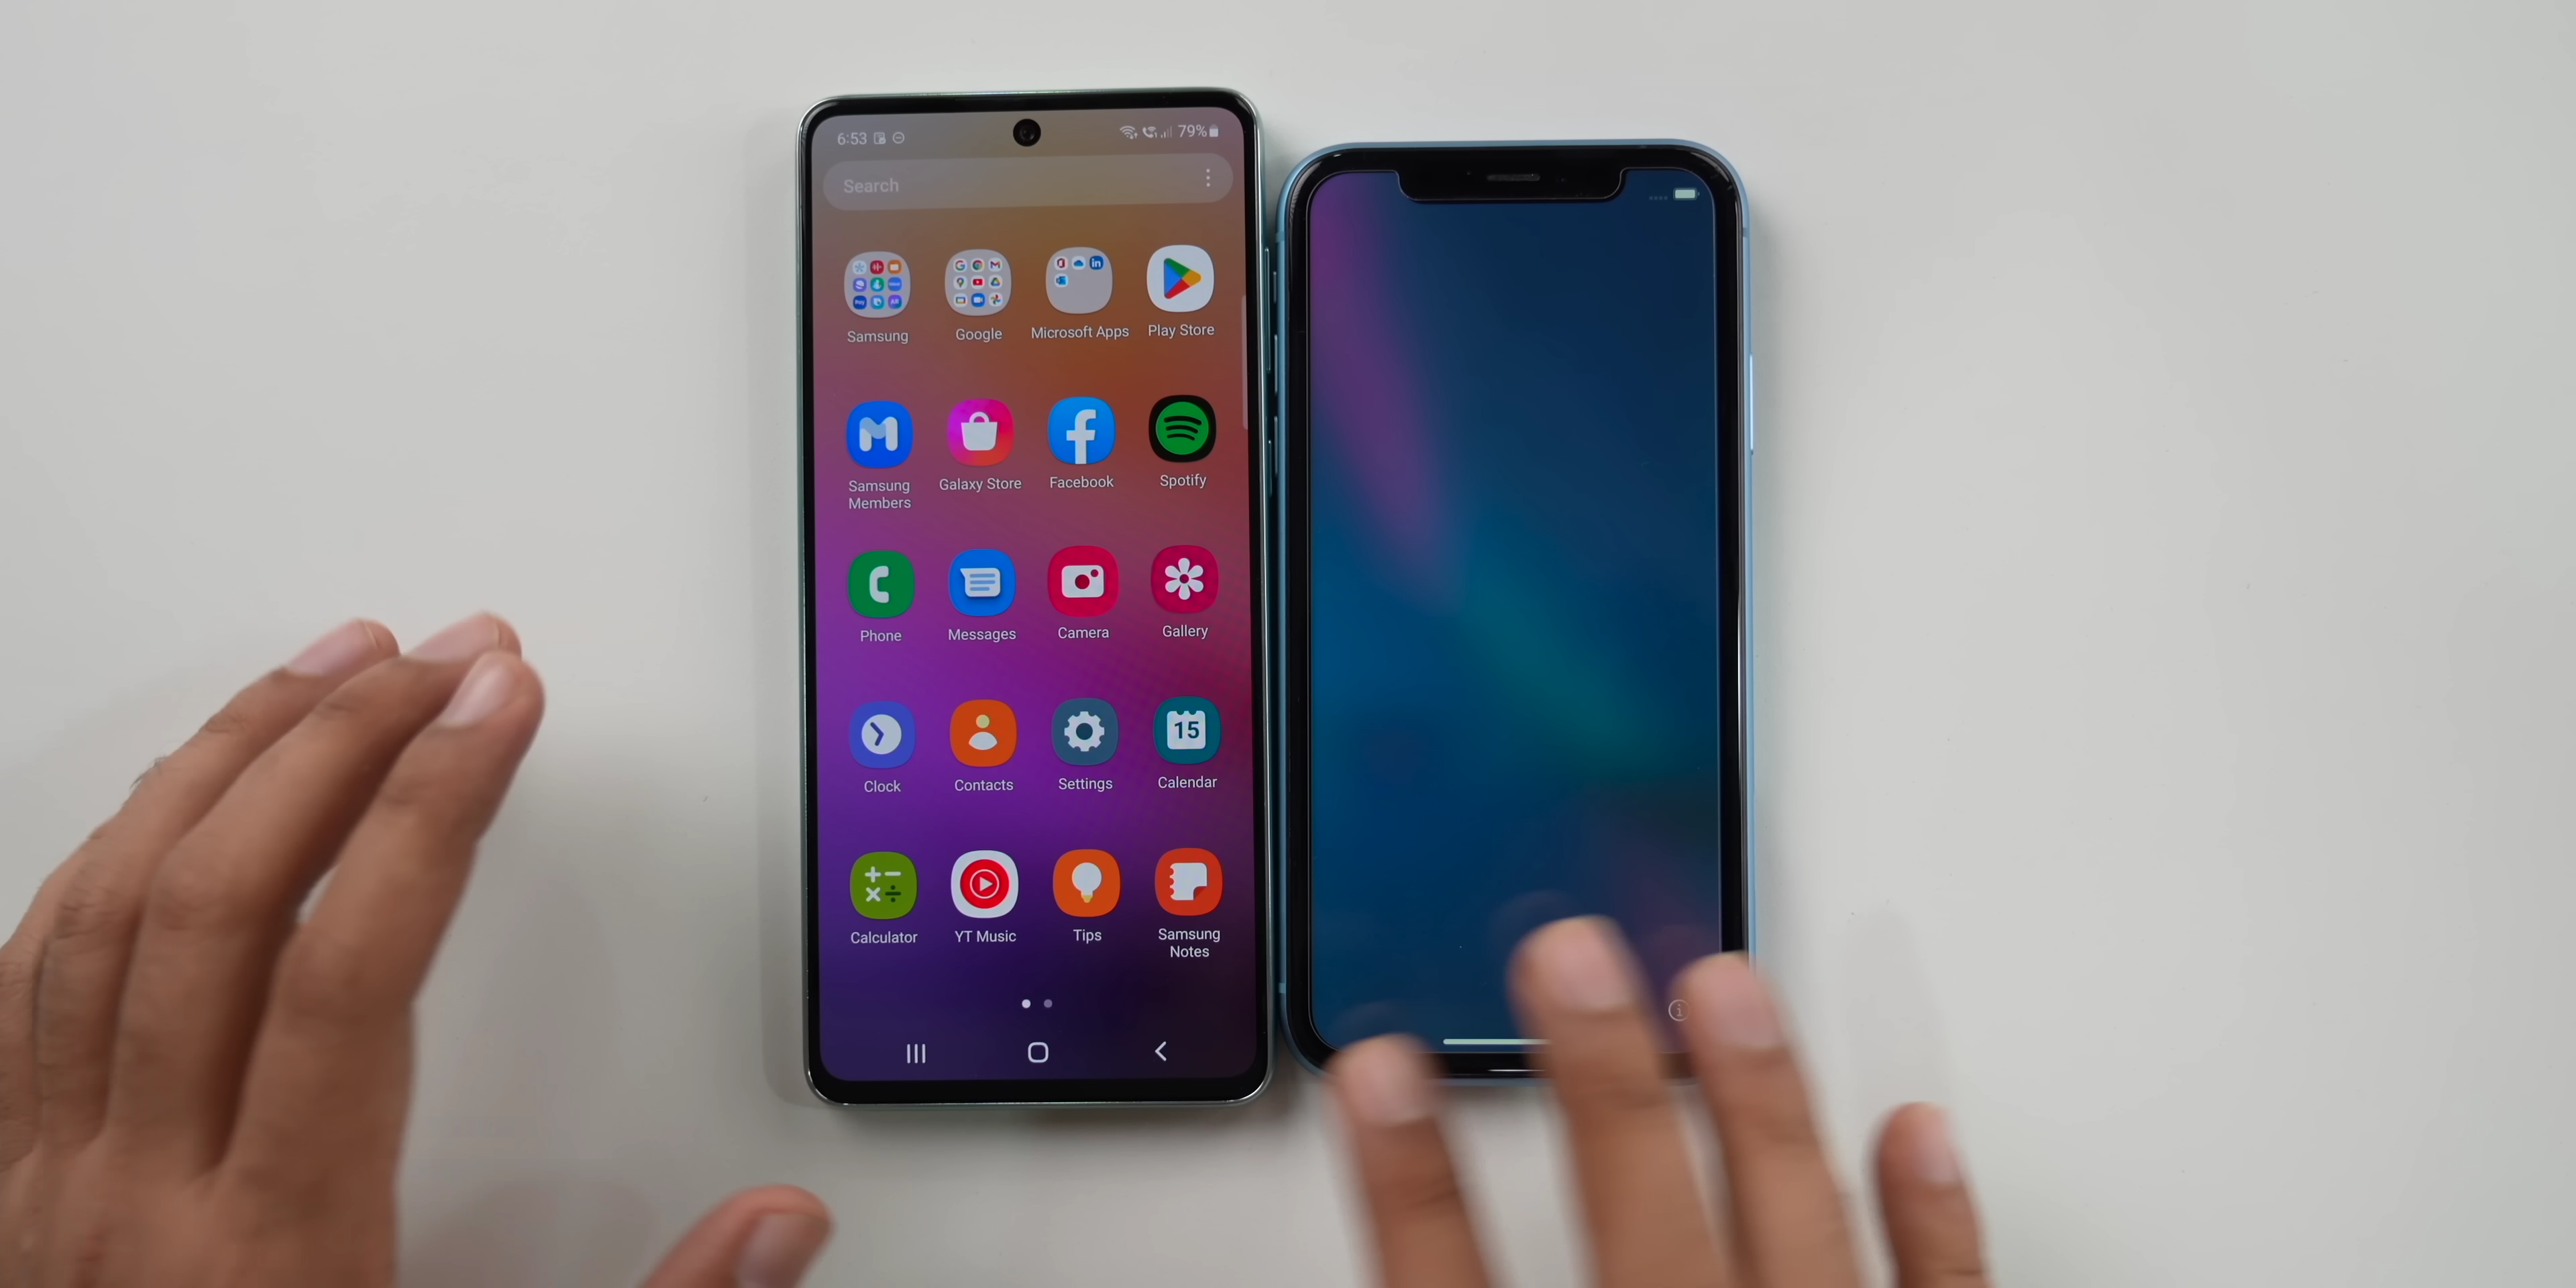 6:53 79%
Search
Samsung Google Microsoft Apps Play Store
Samsung Members Galaxy Store Facebook Spotify
Phone Messages Camera Gallery
15
Clock Contacts Settings Calendar
Calculator YT Music Tips Samsung Notes